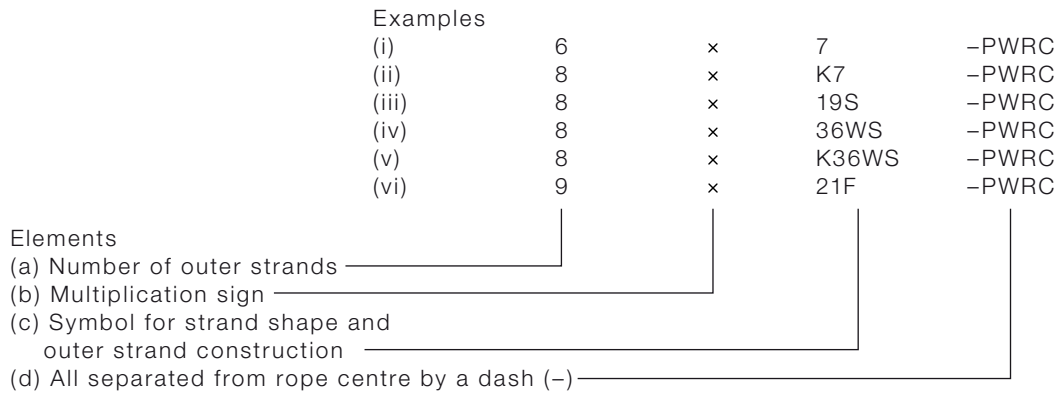 Examples
(i) 6 × 7 –PWRC
(ii) 8 × K7 –PWRC
(iii) 8 × 19S –PWRC
(iv) 8 × 36WS –PWRC
(v) 8 × K36WS –PWRC
(vi) 9 × 21F –PWRC
Elements
(a) Number of outer strands
(b) Multiplication sign
(c) Symbol for strand shape and
outer strand construction
(d) All separated from rope centre by a dash (–)